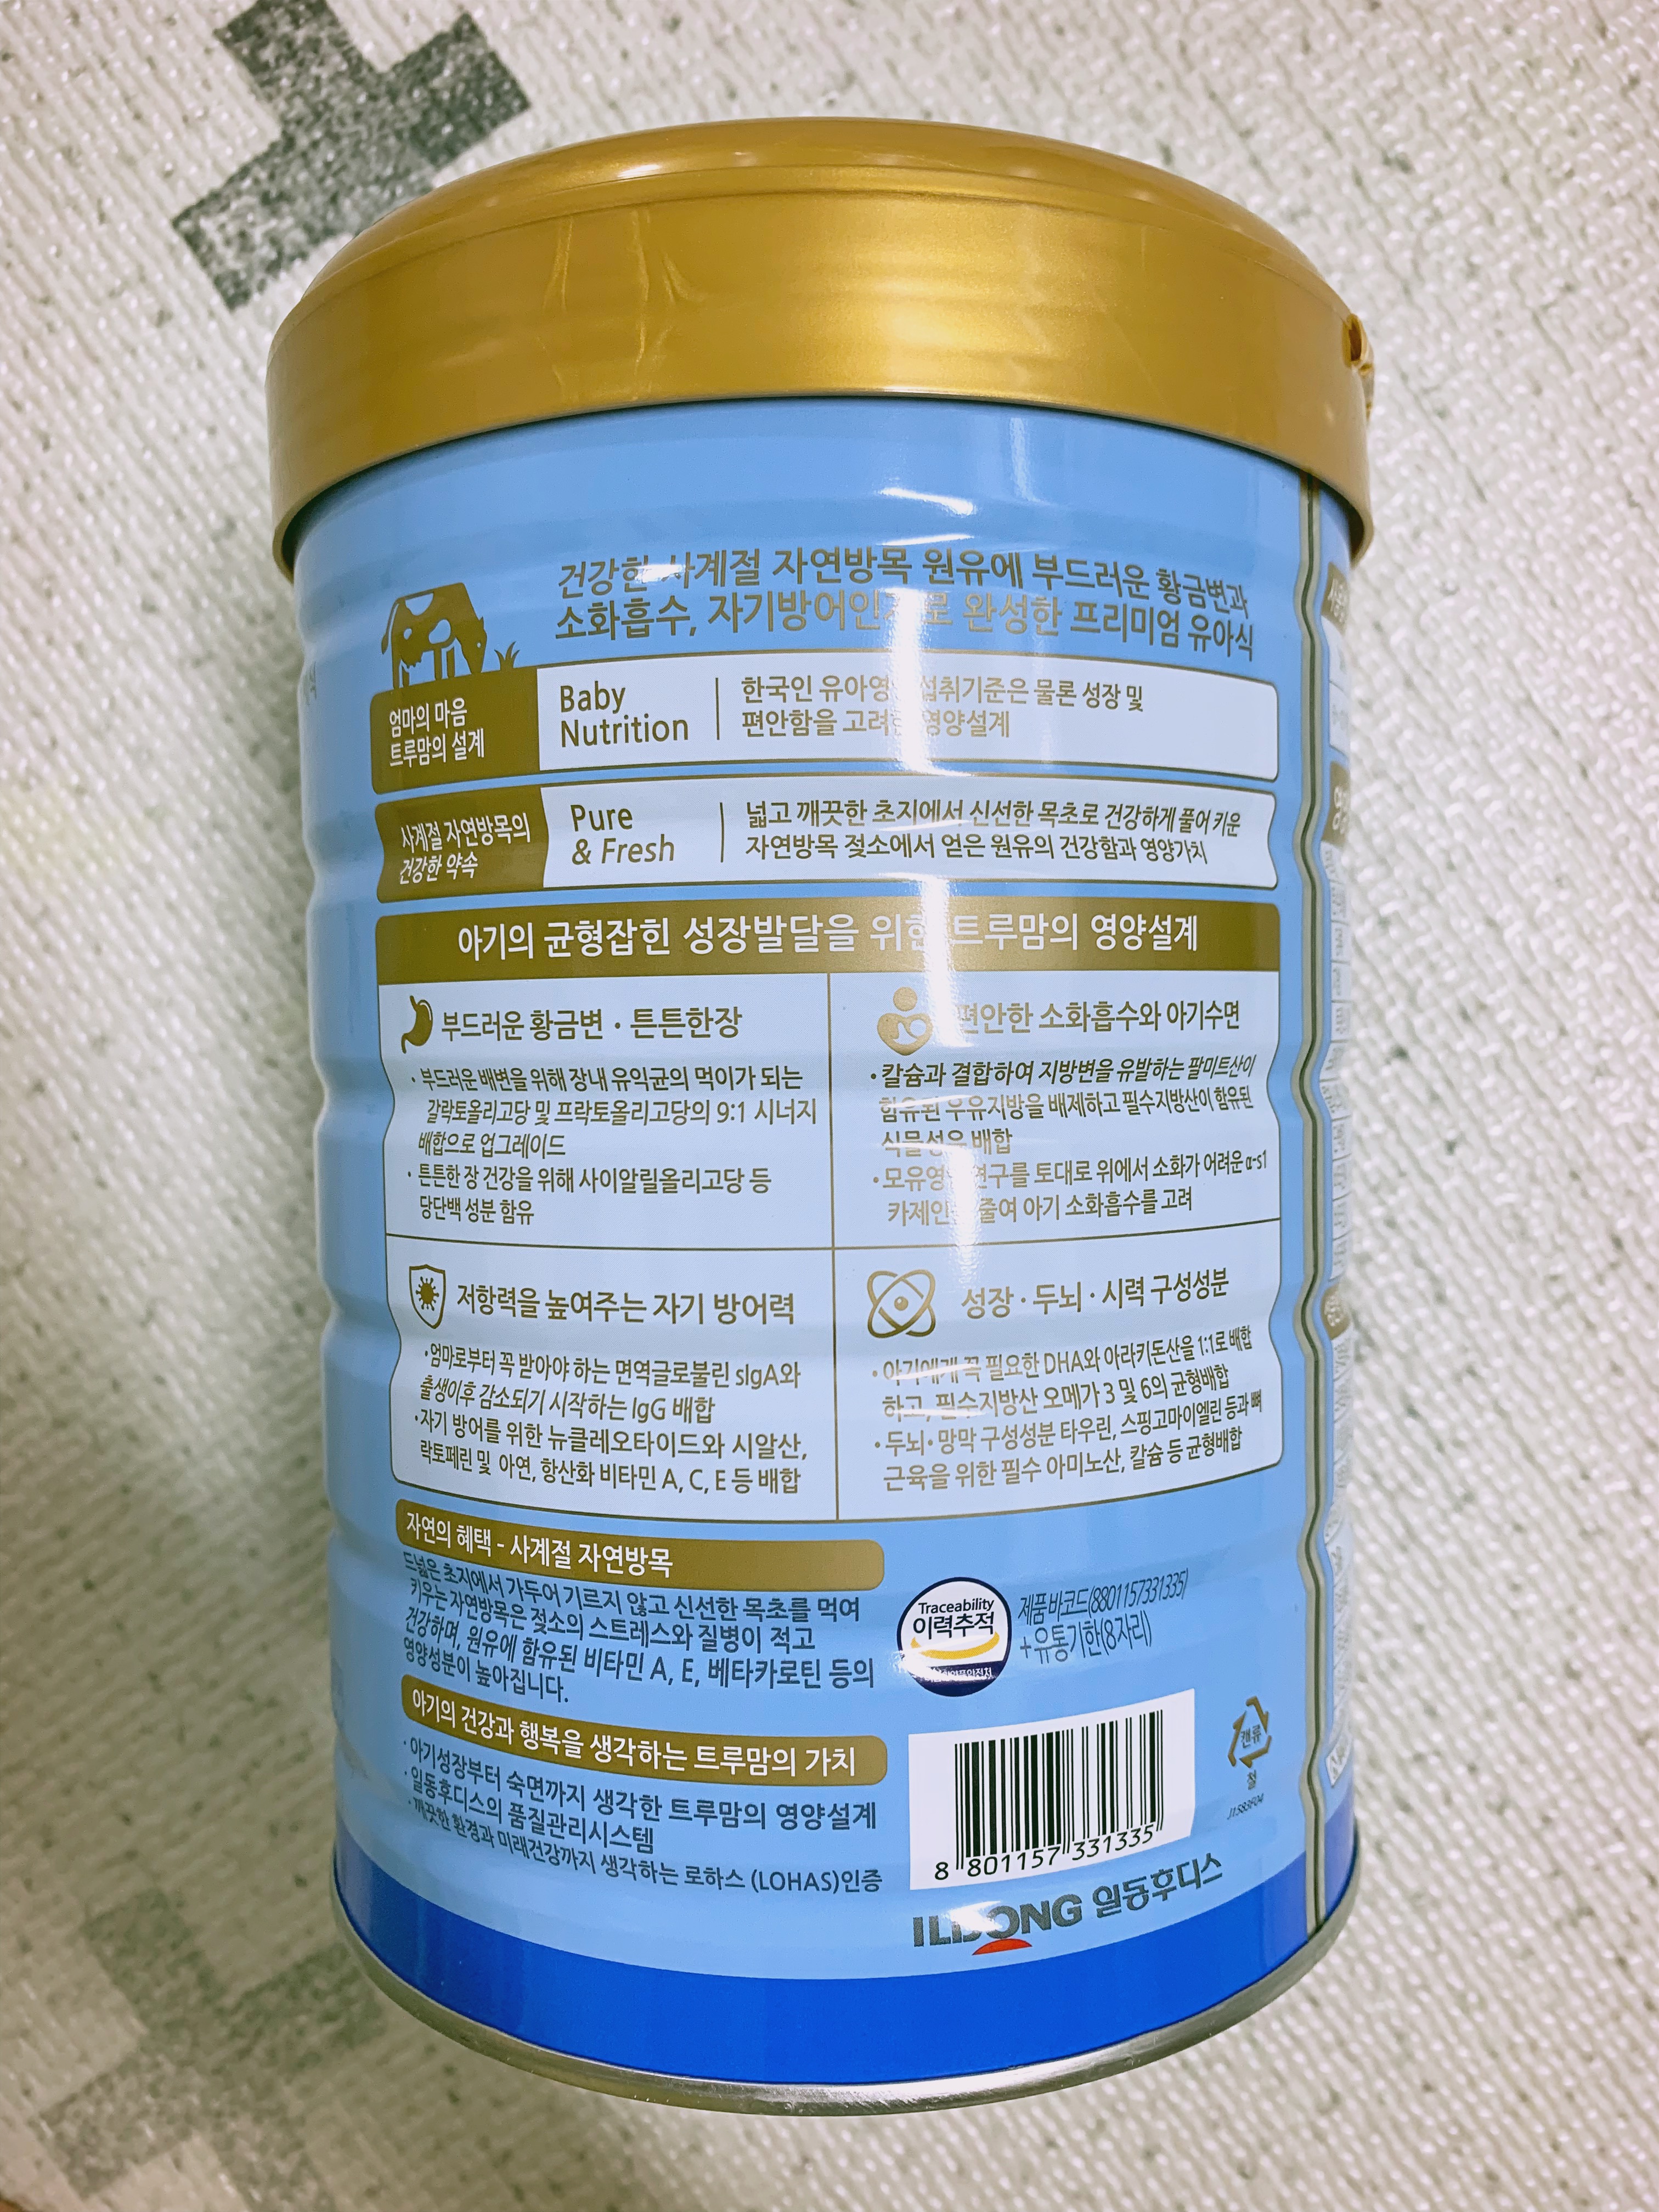 건강한 사계절 자연방목 원유에 부드러운 황금변과
소화흡수, 자기방어인자로 완성한 프리미엄 유아식
엄마의 마음
트루맘의 설계
Baby
Nutrition
한국인 유아영양섭취기준은 물론 성장 및
편안함을 고려한 영양설계
사계절 자연방목의
건강한 약속
Pure
& Fresh
넓고 깨끗한 초지에서 신선한 목초로 건강하게 풀어 키운
자연방목 젖소에서 얻은 원유의 건강함과 영양가치
아기의 균형잡힌 성장발달을 위한 트루맘의 영양설계
부드러운 황금변 · 튼튼한장
· 부드러운 배변을 위해 장내 유익균의 먹이가 되는
갈락토올리고당 및 프락토올리고당의 9:1 시너지
배합으로 업그레이드
· 튼튼한 장 건강을 위해 사이알릴올리고당 등
당단백 성분 함유
편안한 소화흡수와 아기수면
· 칼슘과 결합하여 지방변을 유발하는 팔미트산이
함유된 우유지방을 배제하고 필수지방산이 함유된
식물성유 배합
· 모유영양연구를 토대로 위에서 소화가 어려운 α-s1
카제인을 줄여 아기 소화흡수를 고려
저항력을 높여주는 자기 방어력
· 엄마로부터 꼭 받아야 하는 면역글로불린 sIgA와
출생이후 감소되기 시작하는 IgG 배합
· 자기 방어를 위한 뉴클레오타이드와 시알산,
락토페린 및 아연, 항산화 비타민 A, C, E 등 배합
성장 · 두뇌 · 시력 구성성분
· 아기에게 꼭 필요한 DHA와 아라키돈산을 1:1로 배합
하고, 필수지방산 오메가 3 및 6의 균형배합
· 두뇌 · 망막 구성성분 타우린, 스핑고마이엘린 등과 뼈
근육을 위한 필수 아미노산, 칼슘 등 균형배합
자연의 혜택 - 사계절 자연방목
드넓은 초지에서 가두어 기르지 않고 신선한 목초를 먹여
키우는 자연방목은 젖소의 스트레스와 질병이 적고
건강하며, 원유에 함유된 비타민 A, E, 베타카로틴 등의
영양성분이 높아집니다.
Traceability
이력추적
제품 바코드(8801157331335)
+유통기한(8자리)
아기의 건강과 행복을 생각하는 트루맘의 가치
· 아기성장부터 숙면까지 생각한 트루맘의 영양설계
· 일동후디스의 품질관리시스템
· 깨끗한 환경과 미래건강까지 생각하는 로하스 (LOHAS)인증
8 801157 331335
캔류
철
ILDONG 일동후디스